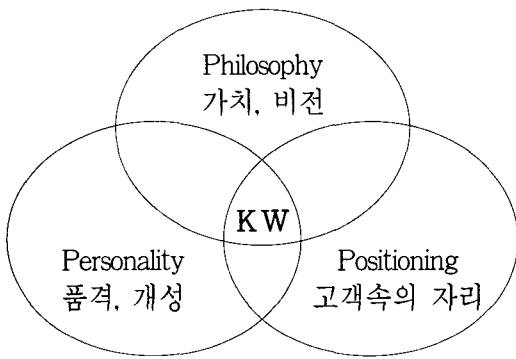 Philosophy
가치, 비전
KW
Personality
품격, 개성
Positioning
고객속의 자리